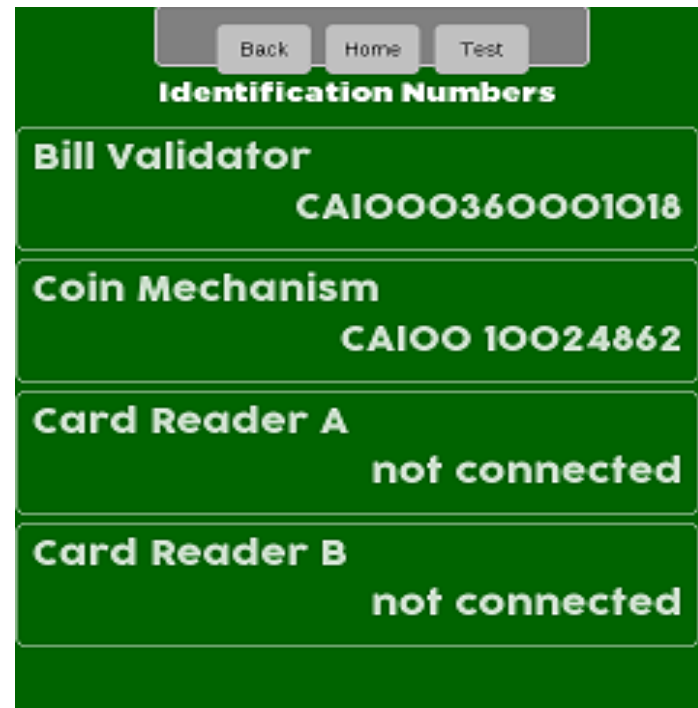 Back Home Test
Identification Numbers
Bill Validator
CAI000360001018
Coin Mechanism
CAI00 10024862
Card Reader A
not connected
Card Reader B
not connected